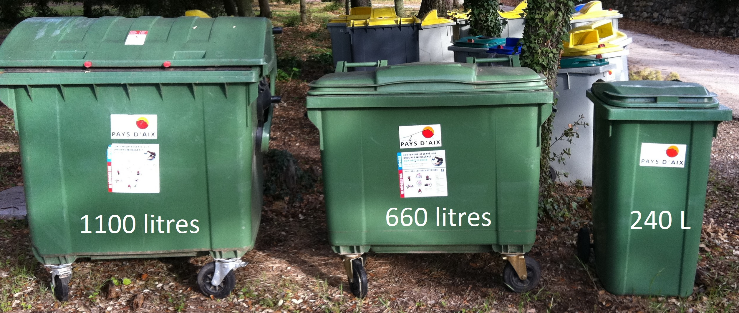 PAYS D'AIX
1100 litres
PAYS D'AIX
660 litres
PAYS D'AIX
240 L